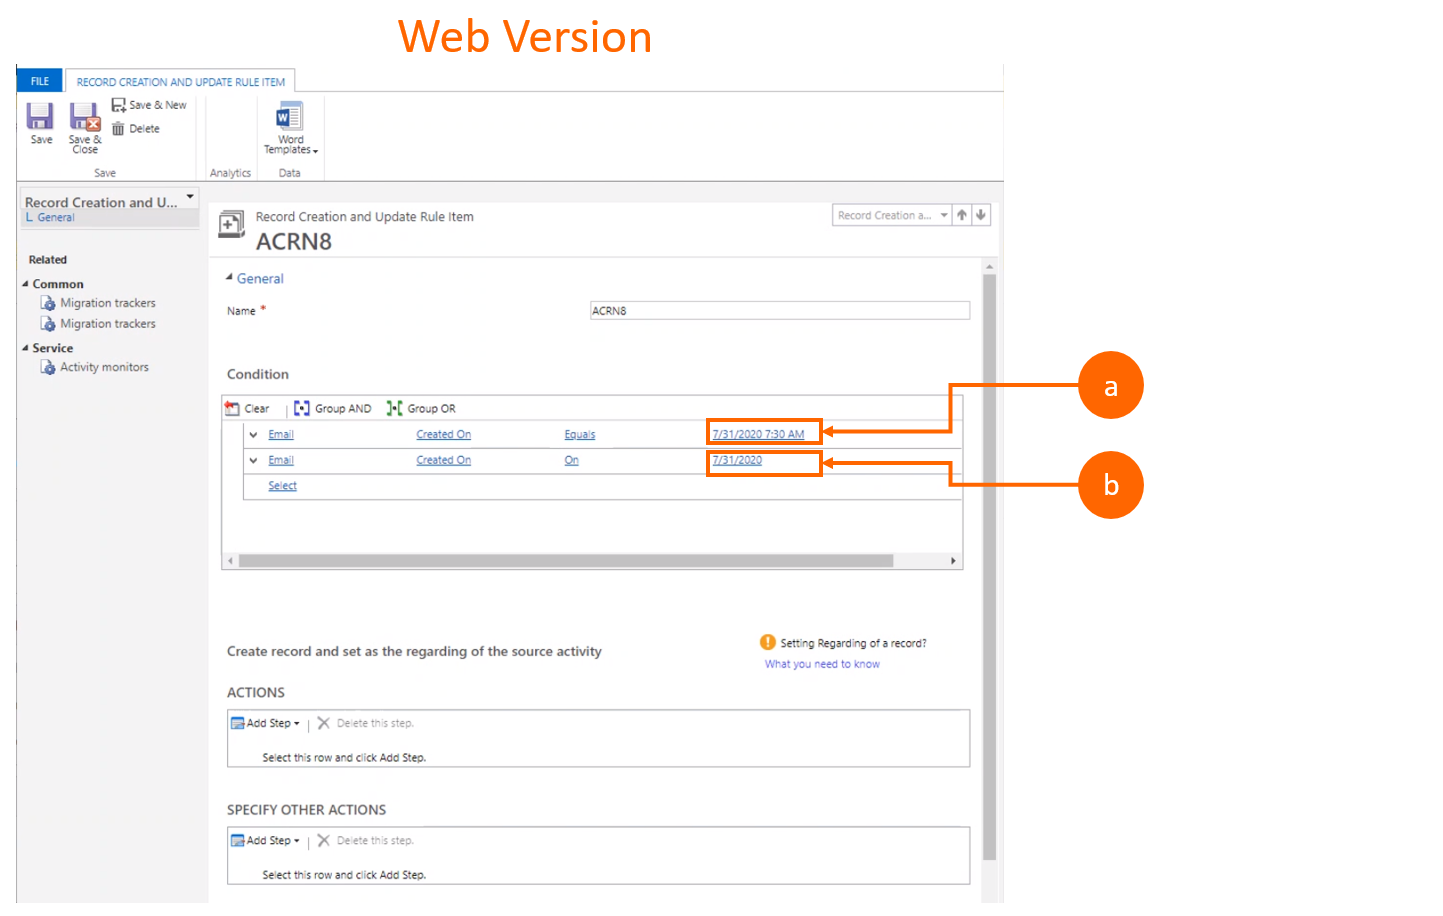 Web Version
FILE
RECORD CREATION AND UPDATE RULE ITEM
Save
Save & Close
Save & New
Delete
Word Templates
Save
Analytics
Data
Record Creation and U...
General
Related
Common
Migration trackers
Migration trackers
Service
Activity monitors
Record Creation and Update Rule Item
ACRN8
Record Creation a...
General
Name *
ACRN8
Condition
Clear | Group AND Group OR
Email Created On Equals 7/31/2020 7:30 AM
Email Created On On 7/31/2020
Select
a
b
Create record and set as the regarding of the source activity
Setting Regarding of a record?
What you need to know
ACTIONS
Add Step | Delete this step.
Select this row and click Add Step.
SPECIFY OTHER ACTIONS
Add Step | Delete this step.
Select this row and click Add Step.